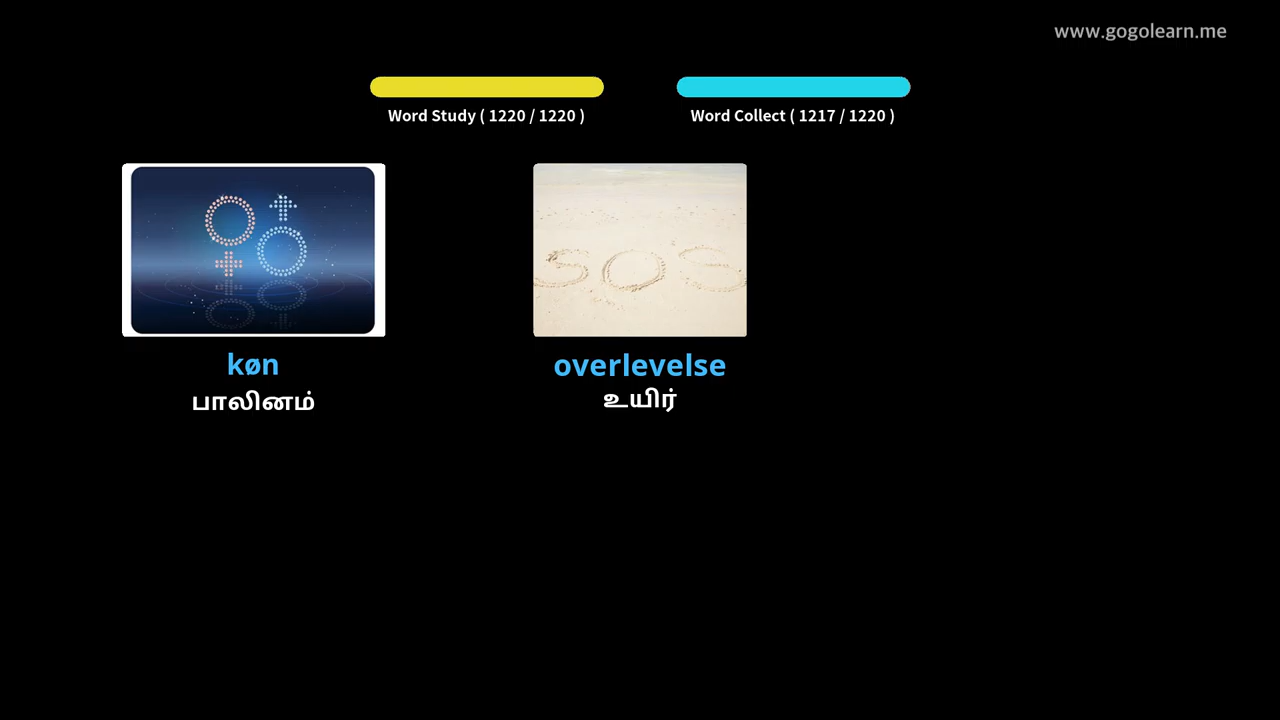 www.gogolearn.me
Word Study ( 1220 / 1220 )
Word Collect ( 1217 / 1220 )
SOS
køn
overlevelse
பாலினம்
உயிர்